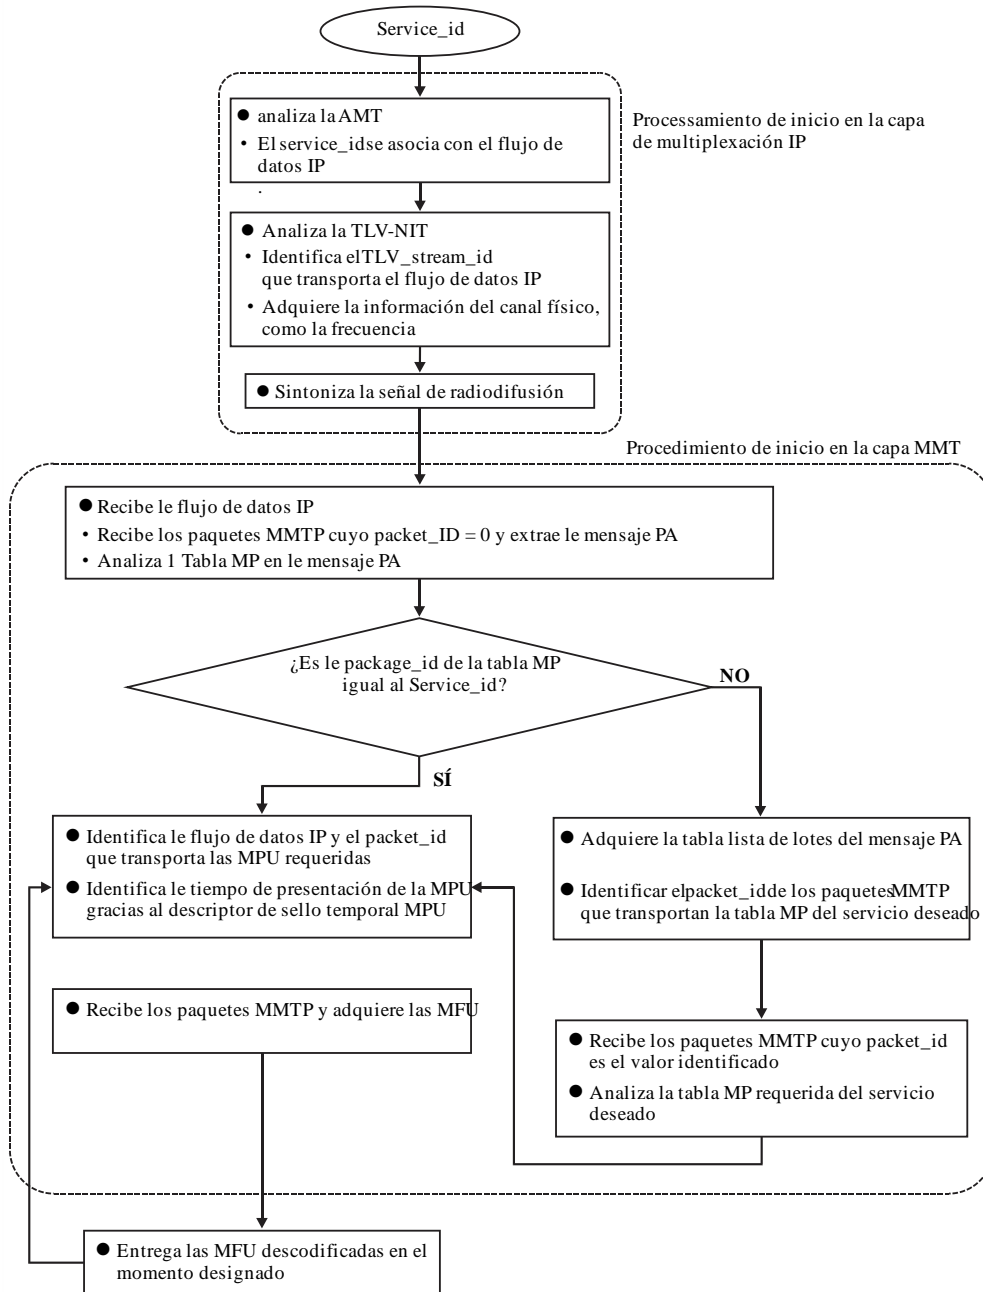 Service_id
● analiza la AMT
• El service_idse asocia con el flujo de
datos IP
.
Processamiento de inicio en la capa
de multiplexación IP
● Analiza la TLV-NIT
• Identifica elTLV_stream_id
que transporta el flujo de datos IP
• Adquiere la información del canal físico,
como la frecuencia
● Sintoniza la señal de radiodifusión
Procedimiento de inicio en la capa MMT
● Recibe le flujo de datos IP
• Recibe los paquetes MMTP cuyo packet_ID = 0 y extrae le mensaje PA
• Analiza 1 Tabla MP en le mensaje PA
¿Es le package_id de la tabla MP
igual al Service_id?
NO
SÍ
● Identifica le flujo de datos IP y el packet_id
que transporta las MPU requeridas
● Identifica le tiempo de presentación de la MPU
gracias al descriptor de sello temporal MPU
● Adquiere la tabla lista de lotes del mensaje PA
● Identificar elpacket_idde los paquetesMMTP
que transportan la tabla MP del servicio deseado
● Recibe los paquetes MMTP y adquiere las MFU
● Recibe los paquetes MMTP cuyo packet_id
es el valor identificado
● Analiza la tabla MP requerida del servicio
deseado
● Entrega las MFU descodificadas en el
momento designado